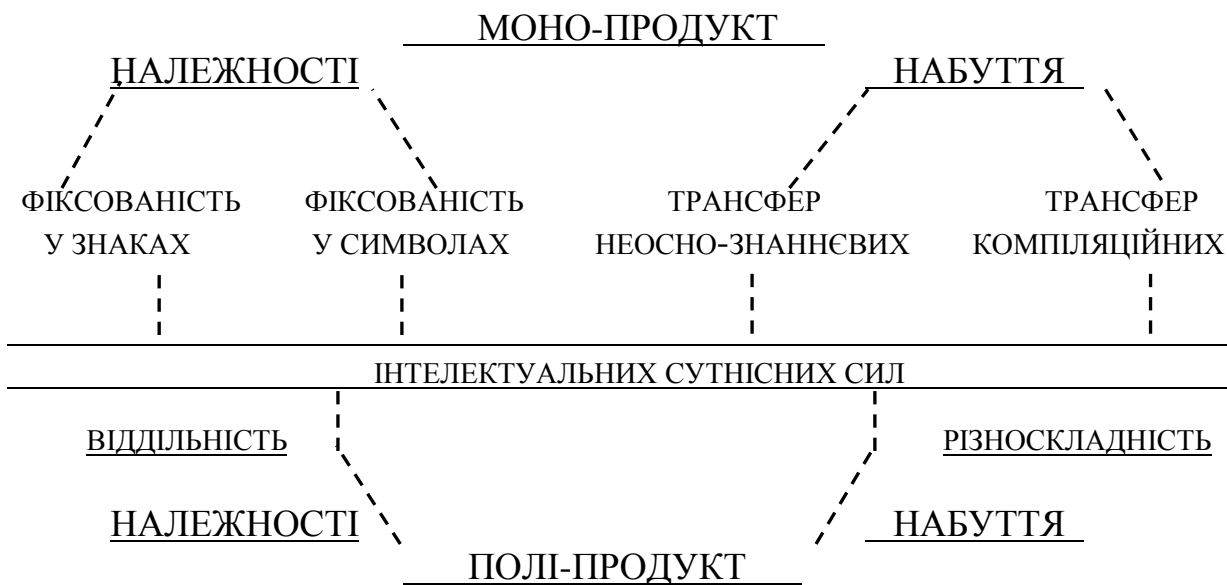 МОНО-ПРОДУКТ
НАЛЕЖНОСТІ НАБУТТЯ
ФІКСОВАНІСТЬ ФІКСОВАНІСТЬ ТРАНСФЕР ТРАНСФЕР
У ЗНАКАХ У СИМВОЛАХ НЕОСНО-ЗНАННЄВИХ КОМПІЛЯЦІЙНИХ
ІНТЕЛЕКТУАЛЬНИХ СУТНІСНИХ СИЛ
ВІДДІЛЬНІСТЬ РІЗНОСКЛАДНІСТЬ
НАЛЕЖНОСТІ НАБУТТЯ
ПОЛІ-ПРОДУКТ